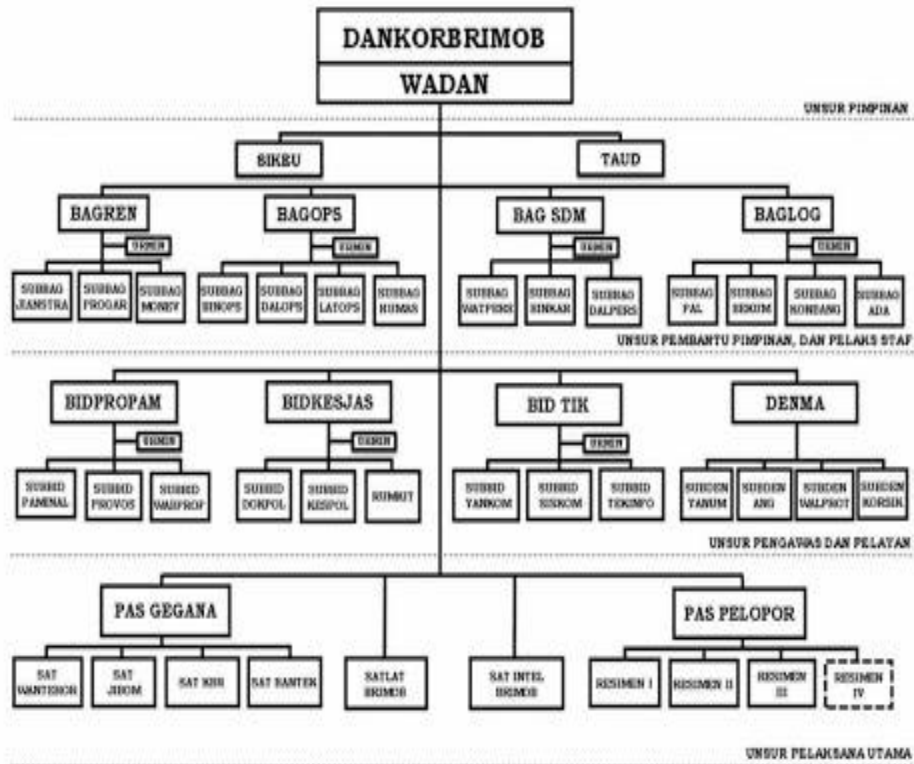 DANKORBRIMOB
WADAN
UNSUR PIMPINAN
SIKEU
TAUD
BAGREN
BAGOPS
BAG SDM
BAGLOG
URMIN
URMIN
URMIN
URMIN
SUBBAG
JIANSTRA
SUBBAG
PROGAR
SUBBAG
MONEV
SUBBAG
BINOPS
SUBBAG
DALOPS
SUBBAG
LATOPS
SUBBAG
HUMAS
SUBBAG
WATPERS
SUBBAG
BINKAR
SUBBAG
DALPERS
SUBBAG
PAL
SUBBAG
BEKUM
SUBBAG
KONBANG
SUBBAG
ADA
UNSUR PEMBANTU PIMPINAN, DAN PELAKS STAF
BIDPROPAM
BIDKESJAS
BID TIK
DENMA
URMIN
URMIN
URMIN
SUBBID
PAMINAL
SUBBID
PROVOS
SUBBID
WABPROF
SUBBID
DOKPOL
SUBBID
KESPOL
RUMKIT
SUBBID
YANKOM
SUBBID
SISKOM
SUBBID
TEKINFO
SUBDEN
YANUM
SUBDEN
ANG
SUBDEN
WALPROT
SUBDEN
KORSIK
UNSUR PENGAWAS DAN PELAYAN
PAS GEGANA
PAS PELOPOR
SAT
WANTEROR
SAT
JIBOM
SAT KBR
SAT BANTEK
SATLAT
BRIMOB
SAT INTEL
BRIMOB
RESIMEN I
RESIMEN II
RESIMEN
III
RESIMEN
IV
UNSUR PELAKSANA UTAMA